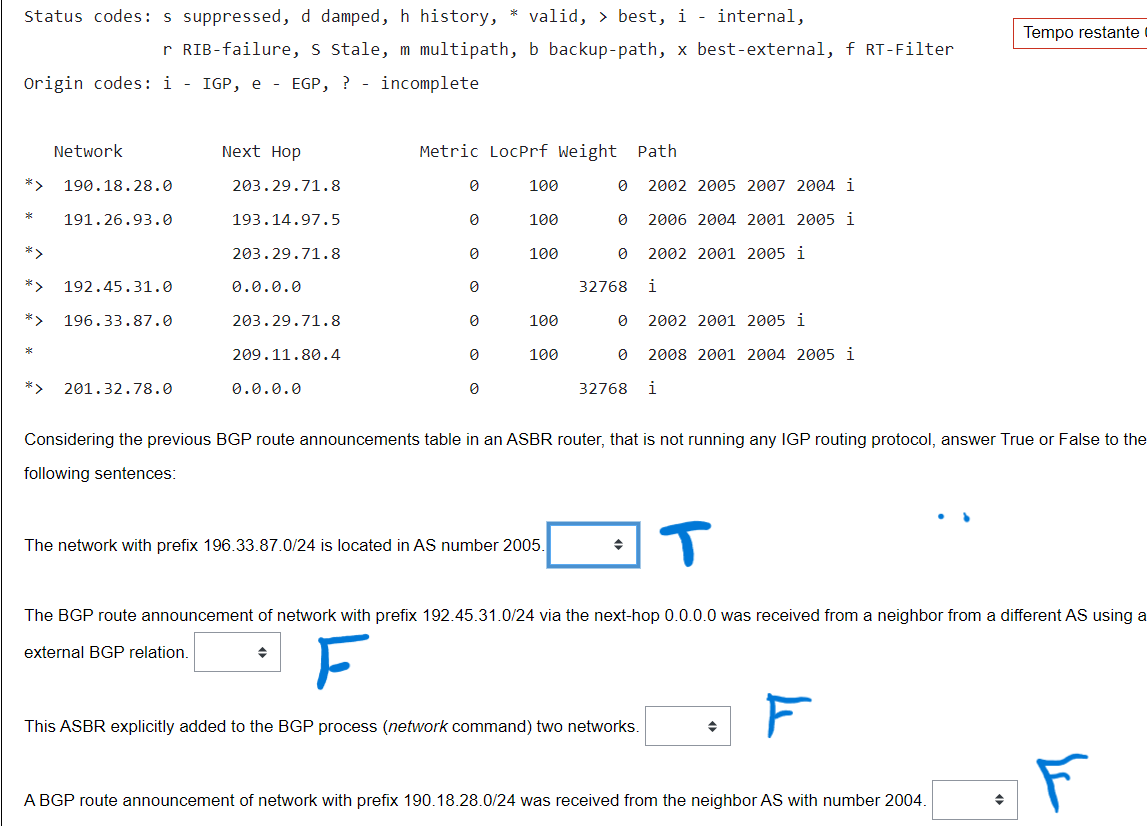 Status codes: s suppressed, d damped, h history, * valid, > best, i - internal,
r RIB-failure, S Stale, m multipath, b backup-path, x best-external, f RT-Filter
Tempo restante
Origin codes: i - IGP, e - EGP, ? - incomplete
Network Next Hop Metric LocPrf Weight Path
*> 190.18.28.0 203.29.71.8 0 100 0 2002 2005 2007 2004 i
* 191.26.93.0 193.14.97.5 0 100 0 2006 2004 2001 2005 i
*> 203.29.71.8 0 100 0 2002 2001 2005 i
*> 192.45.31.0 0.0.0.0 0 32768 i
*> 196.33.87.0 203.29.71.8 0 100 0 2002 2001 2005 i
* 209.11.80.4 0 100 0 2008 2001 2004 2005 i
*> 201.32.78.0 0.0.0.0 0 32768 i
Considering the previous BGP route announcements table in an ASBR router, that is not running any IGP routing protocol, answer True or False to the
following sentences:
The network with prefix 196.33.87.0/24 is located in AS number 2005. T
The BGP route announcement of network with prefix 192.45.31.0/24 via the next-hop 0.0.0.0 was received from a neighbor from a different AS using a
external BGP relation. F
This ASBR explicitly added to the BGP process (network command) two networks. F
A BGP route announcement of network with prefix 190.18.28.0/24 was received from the neighbor AS with number 2004. F